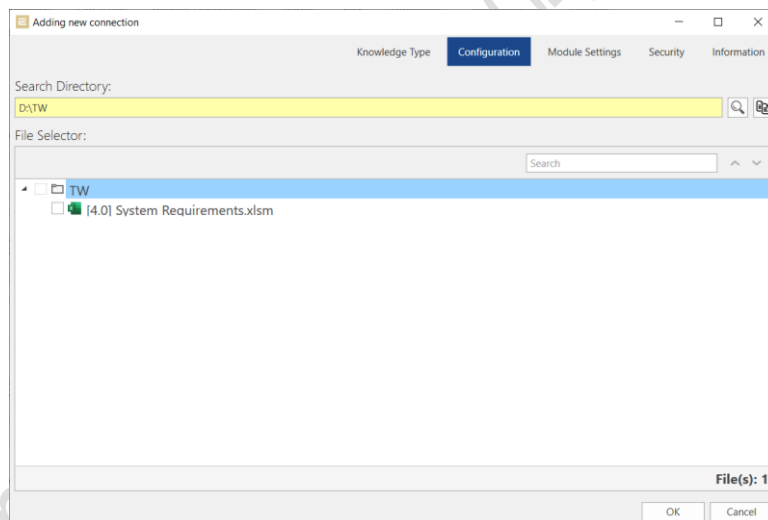 Adding new connection
Knowledge Type Configuration Module Settings Security Information
Search Directory:
D:\TW
File Selector:
Search
TW
[4.0] System Requirements.xlsm
File(s): 1
OK Cancel